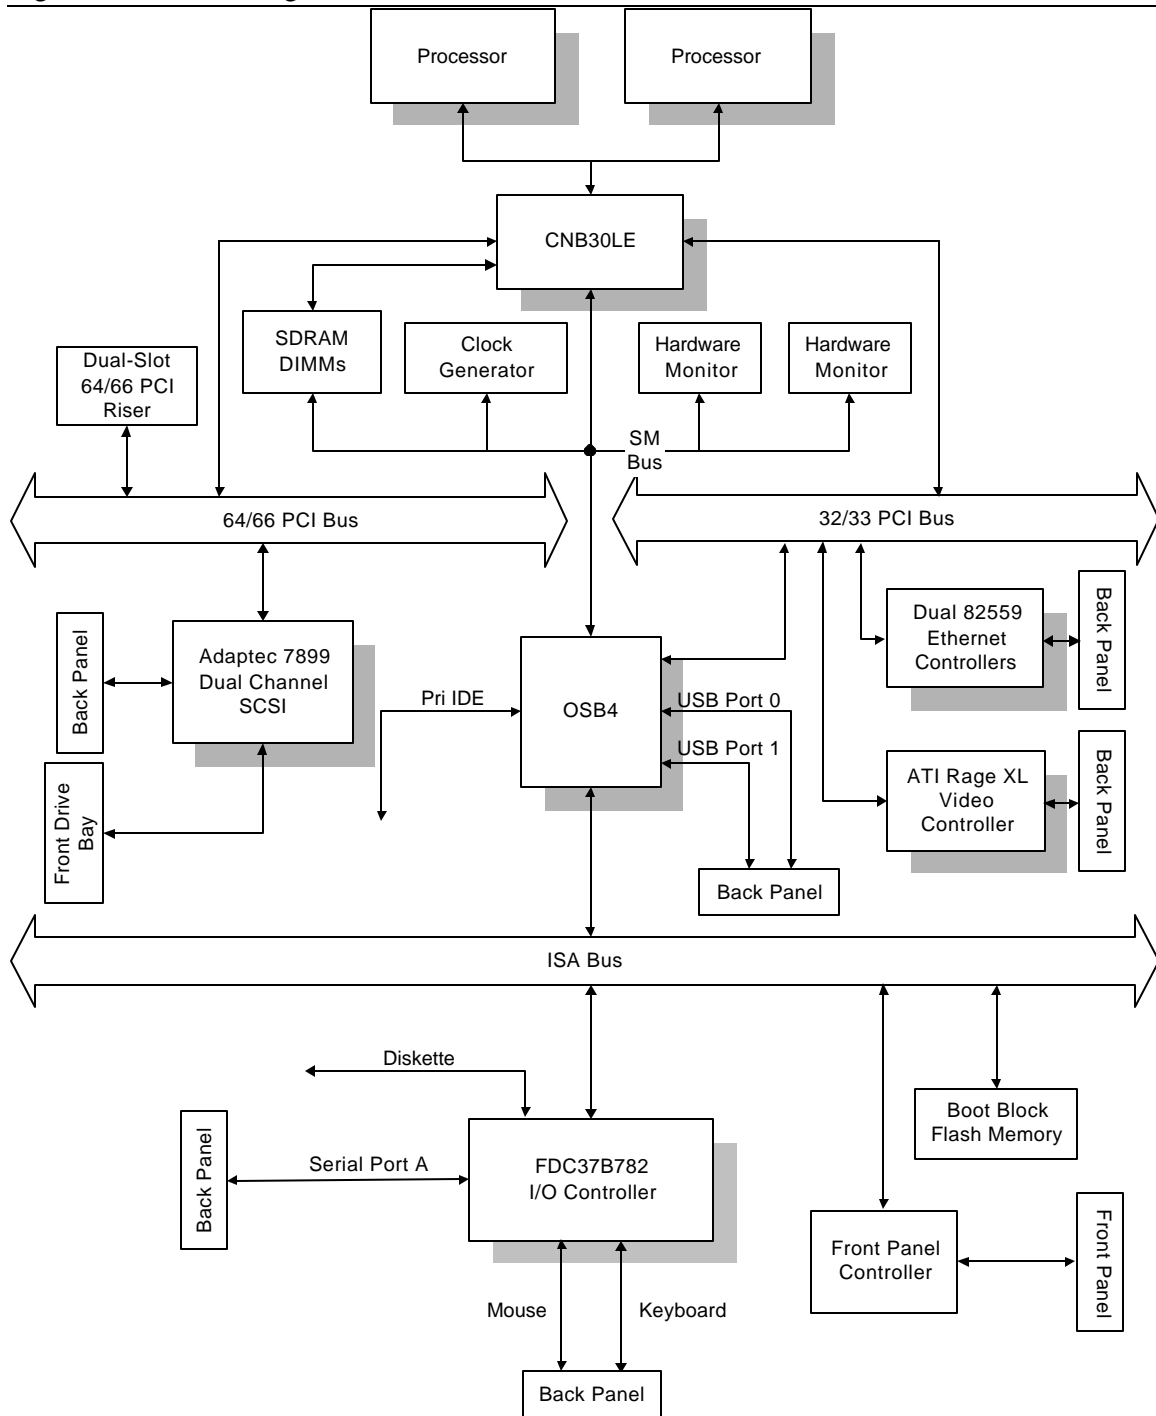 Processor
Processor
CNB30LE
SDRAM
DIMMs
Clock
Generator
Hardware
Monitor
Hardware
Monitor
Dual-Slot
64/66 PCI
Riser
SM
Bus
64/66 PCI Bus
32/33 PCI Bus
Back Panel
Adaptec 7899
Dual Channel
SCSI
Front Drive
Bay
Pri IDE
OSB4
USB Port 0
USB Port 1
Back Panel
Dual 82559
Ethernet
Controllers
Back Panel
ATI Rage XL
Video
Controller
Back Panel
ISA Bus
Diskette
Back Panel
Serial Port A
FDC37B782
I/O Controller
Mouse
Keyboard
Back Panel
Boot Block
Flash Memory
Front Panel
Controller
Front Panel